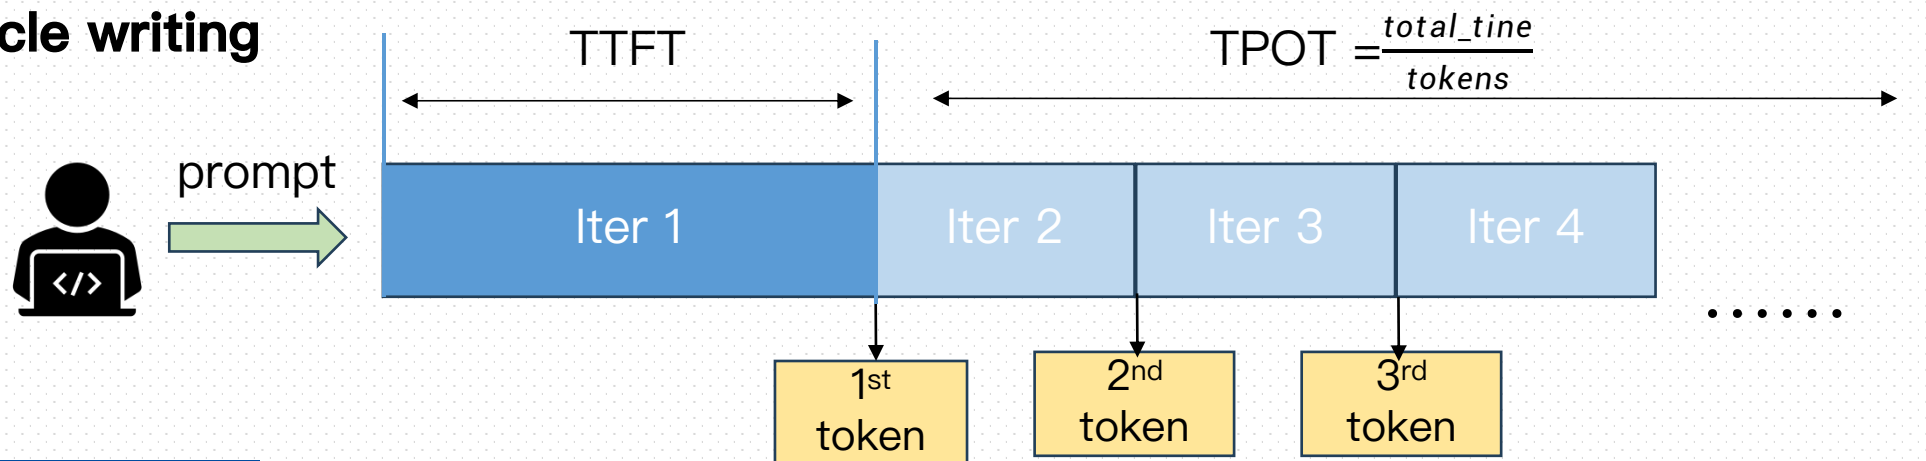 cle writing
TTFT
TPOT = total_tine / tokens
prompt
</>
Iter 1
Iter 2
Iter 3
Iter 4
......
1st
token
2nd
token
3rd
token